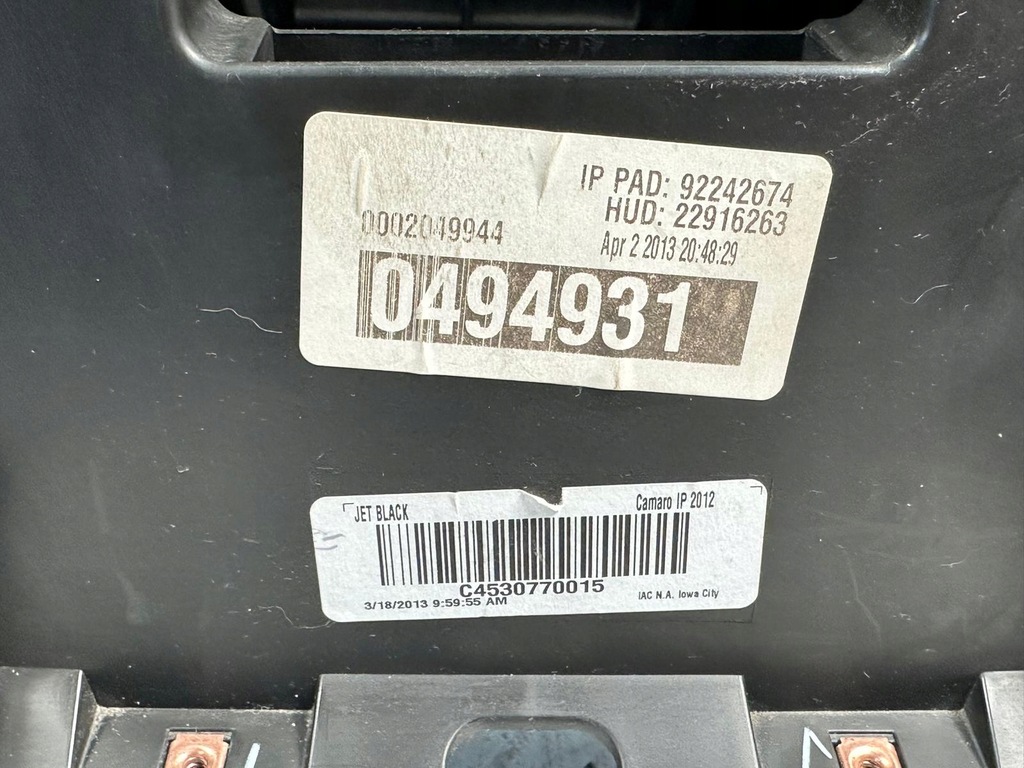 IP PAD: 92242674
HUD: 22916263
0002049944
Apr 2 2013 20:48:29
0494931
JET BLACK
Camaro IP 2012
C4530770015
3/18/2013 9:59:55 AM
IAC N.A. Iowa City